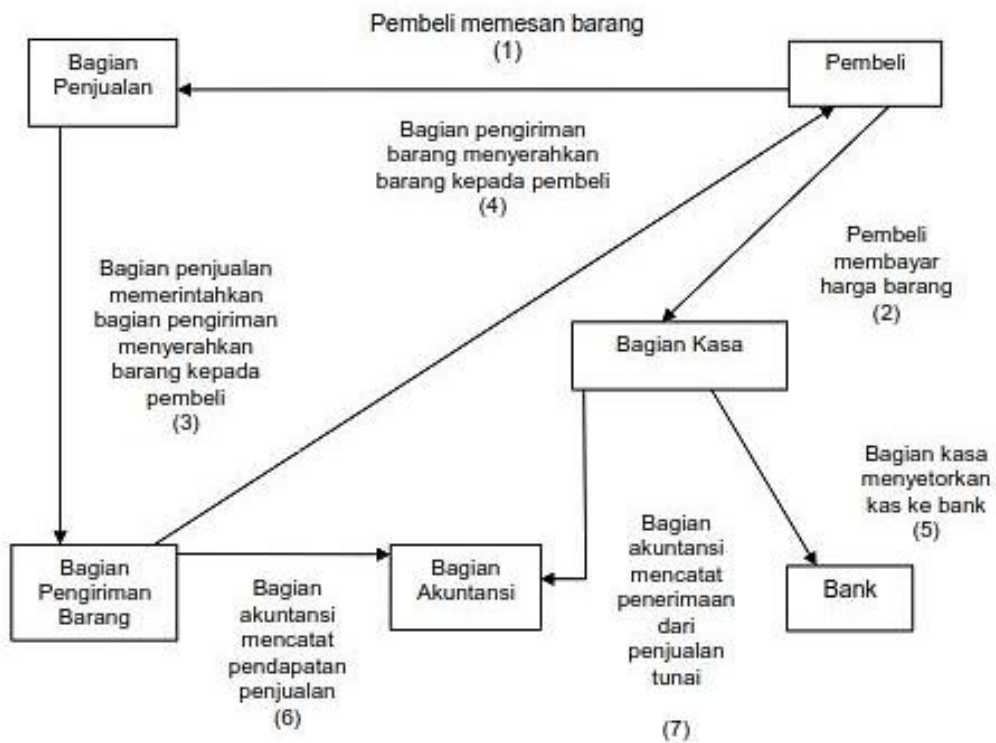 Pembeli memesan barang
(1)
Bagian
Penjualan
Pembeli
Bagian pengiriman
barang menyerahkan
barang kepada pembeli
(4)
Pembeli
membayar
harga barang
(2)
Bagian penjualan
memerintahkan
bagian pengiriman
menyerahkan
barang kepada
pembeli
(3)
Bagian Kasa
Bagian kasa
menyetorkan
kas ke bank
(5)
Bagian
Pengiriman
Barang
Bagian
Akuntansi
Bagian
akuntansi
mencatat
penerimaan
dari
penjualan
tunai
(7)
Bank
Bagian
akuntansi
mencatat
pendapatan
penjualan
(6)